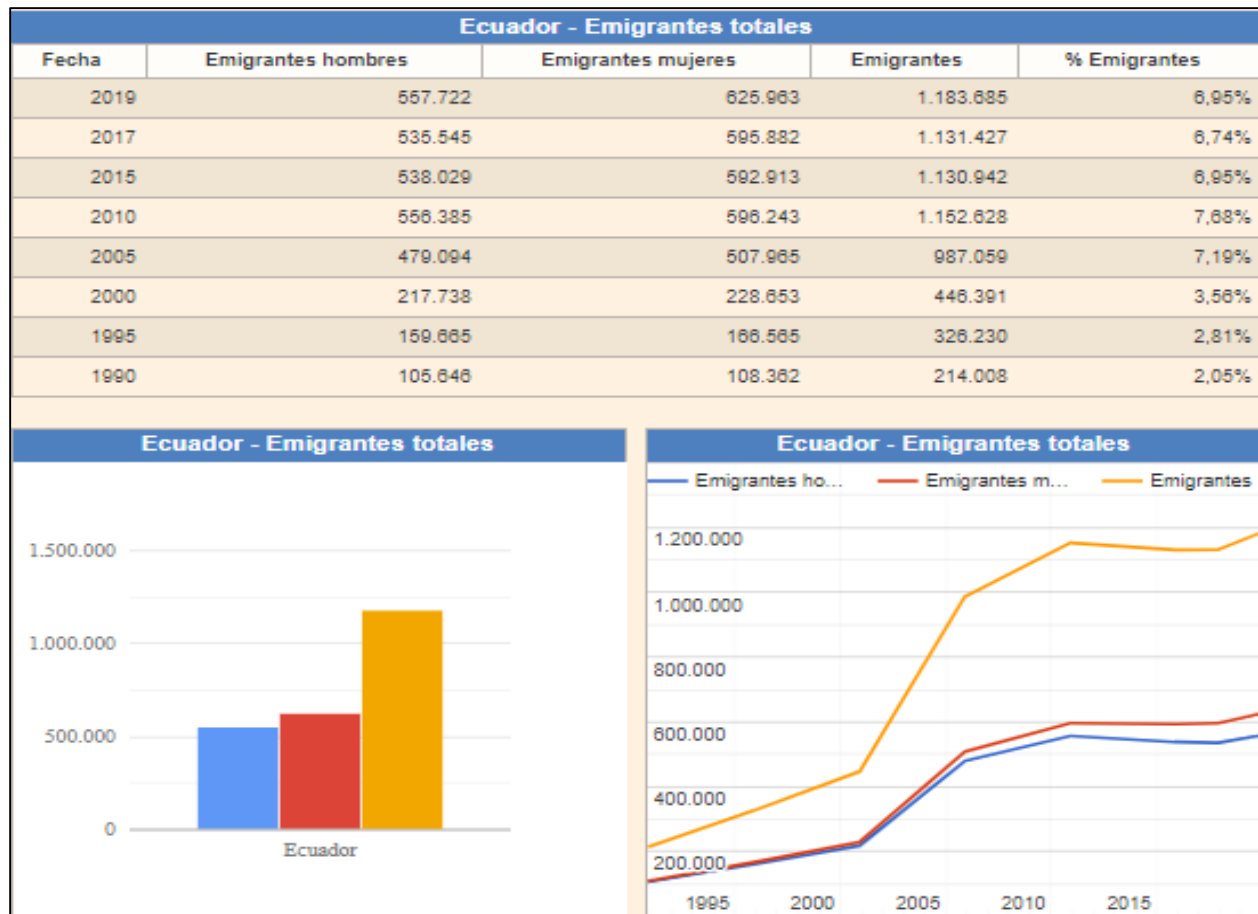 Ecuador - Emigrantes totales
Fecha Emigrantes hombres Emigrantes mujeres Emigrantes % Emigrantes
2019 557.722 625.963 1.183.685 6,95%
2017 535.545 595.882 1.131.427 6,74%
2015 538.029 592.913 1.130.942 6,95%
2010 556.385 596.243 1.152.628 7,68%
2005 479.094 507.965 987.059 7,19%
2000 217.738 228.653 446.391 3,56%
1995 159.665 166.565 326.230 2,81%
1990 105.646 108.362 214.008 2,05%
Ecuador - Emigrantes totales
1.500.000
1.000.000
500.000
0
Ecuador
Ecuador - Emigrantes totales
Emigrantes ho... Emigrantes m... Emigrantes
1.200.000
1.000.000
800.000
600.000
400.000
200.000
1995 2000 2005 2010 2015